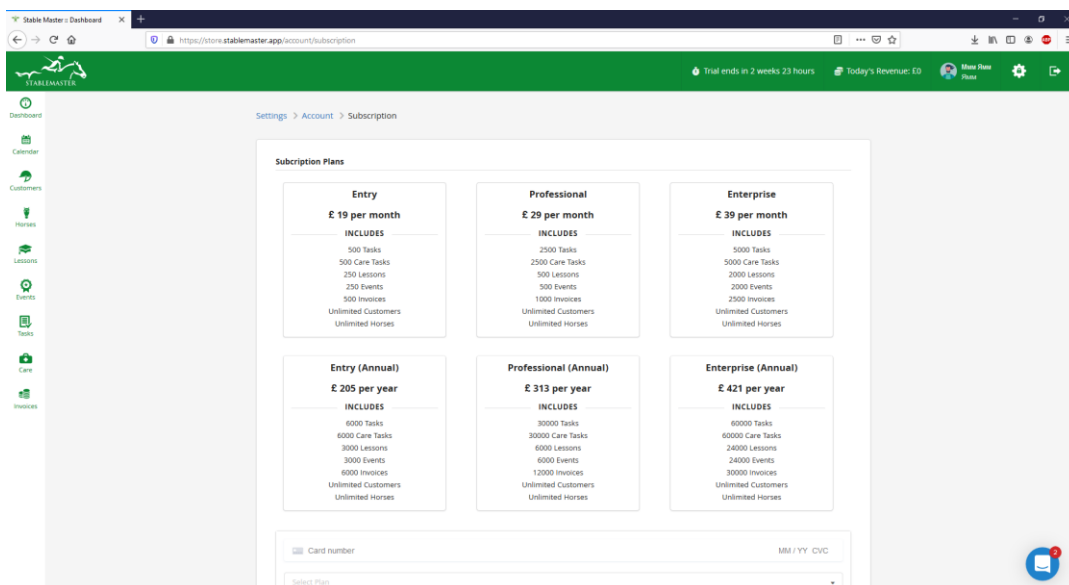 Stable Master :: Dashboard
https://store.stablemaster.app/account/subscription
STABLEMASTER
Trial ends in 2 weeks 23 hours
Today's Revenue: £0
Dashboard
Calendar
Customers
Horses
Lessons
Events
Tasks
Care
Invoices
Settings > Account > Subscription
Subcription Plans
Entry
£ 19 per month
INCLUDES
500 Tasks
500 Care Tasks
250 Lessons
250 Events
500 Invoices
Unlimited Customers
Unlimited Horses
Professional
£ 29 per month
INCLUDES
2500 Tasks
2500 Care Tasks
500 Lessons
500 Events
1000 Invoices
Unlimited Customers
Unlimited Horses
Enterprise
£ 39 per month
INCLUDES
5000 Tasks
5000 Care Tasks
2000 Lessons
2000 Events
2500 Invoices
Unlimited Customers
Unlimited Horses
Entry (Annual)
£ 205 per year
INCLUDES
6000 Tasks
6000 Care Tasks
3000 Lessons
3000 Events
6000 Invoices
Unlimited Customers
Unlimited Horses
Professional (Annual)
£ 313 per year
INCLUDES
30000 Tasks
30000 Care Tasks
6000 Lessons
6000 Events
12000 Invoices
Unlimited Customers
Unlimited Horses
Enterprise (Annual)
£ 421 per year
INCLUDES
60000 Tasks
60000 Care Tasks
24000 Lessons
24000 Events
30000 Invoices
Unlimited Customers
Unlimited Horses
Card number
MM / YY CVC
Select Plan
2